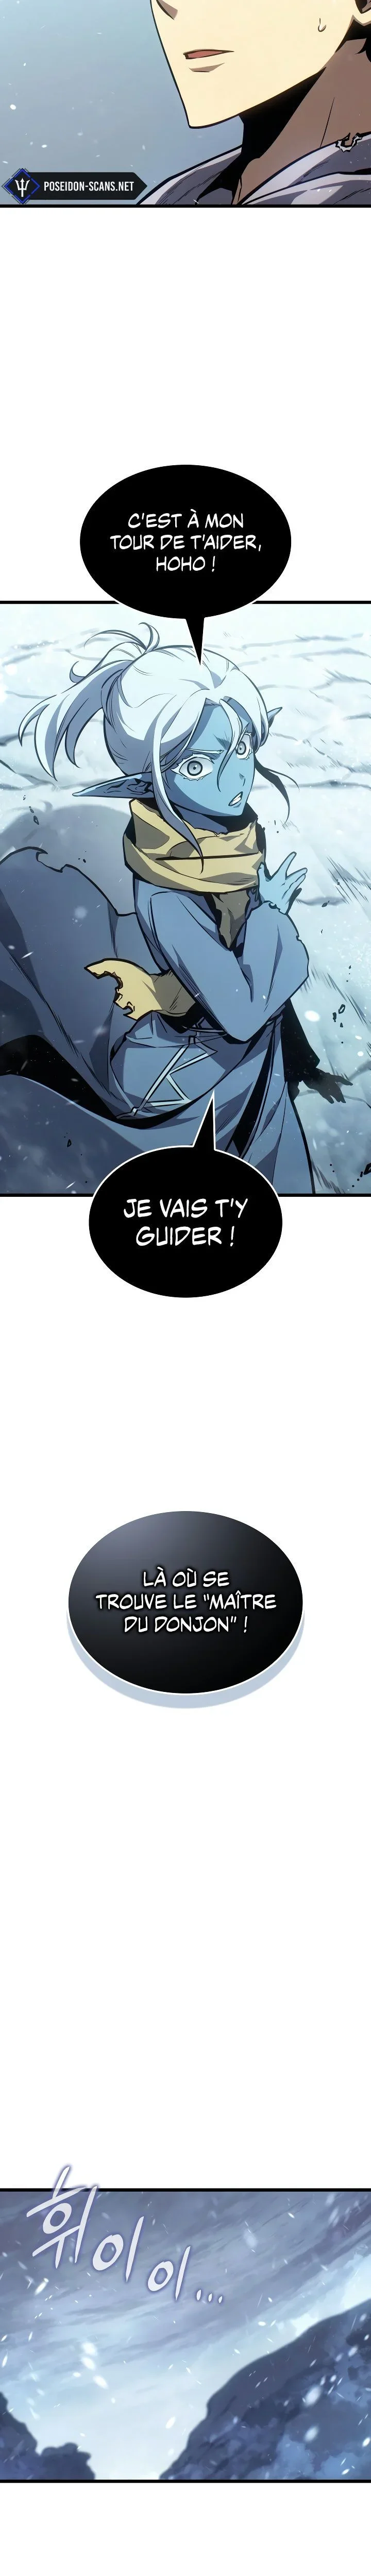 POSEIDON-SCANS.NET
C'EST À MON
TOUR DE T'AIDER,
HOHO !
JE VAIS T'Y
GUIDER !
LÀ OÙ SE
TROUVE LE "MAÎTRE
DU DONJON" !
휘이이...